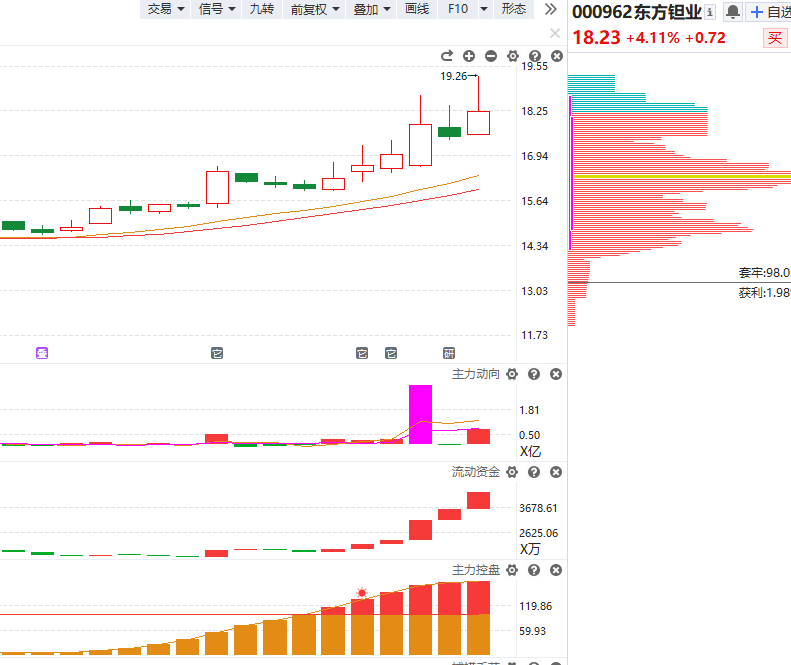 交易 信号 九转 前复权 叠加 画线 F10 形态
000962东方钽业 自选
18.23 +4.11% +0.72 买
19.55
19.26
18.25
16.94
15.64
14.34
套牢:98.0
13.03
获利:1.98
11.73
主力动向
1.81
0.50
X亿
流动资金
3678.61
2625.06
X万
主力控盘
119.86
59.93